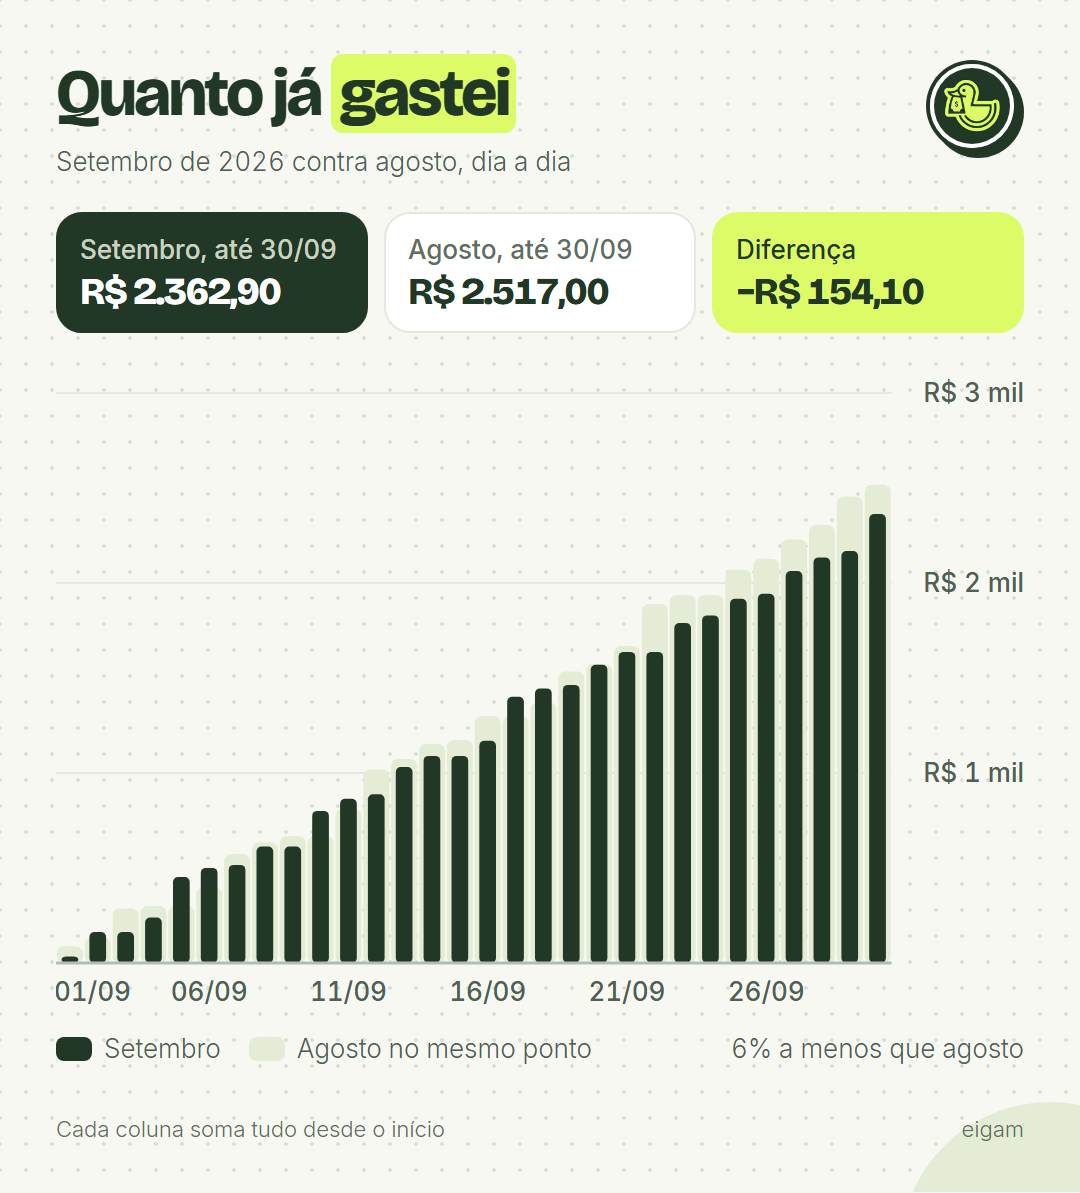 Quanto já gastei
Setembro de 2026 contra agosto, dia a dia
Setembro, até 30/09
R$ 2.362,90
Agosto, até 30/09
R$ 2.517,00
Diferença
−R$ 154,10
R$ 3 mil
R$ 2 mil
R$ 1 mil
01/09 06/09 11/09 16/09 21/09 26/09
Setembro
Agosto no mesmo ponto
6% a menos que agosto
Cada coluna soma tudo desde o início
eigam